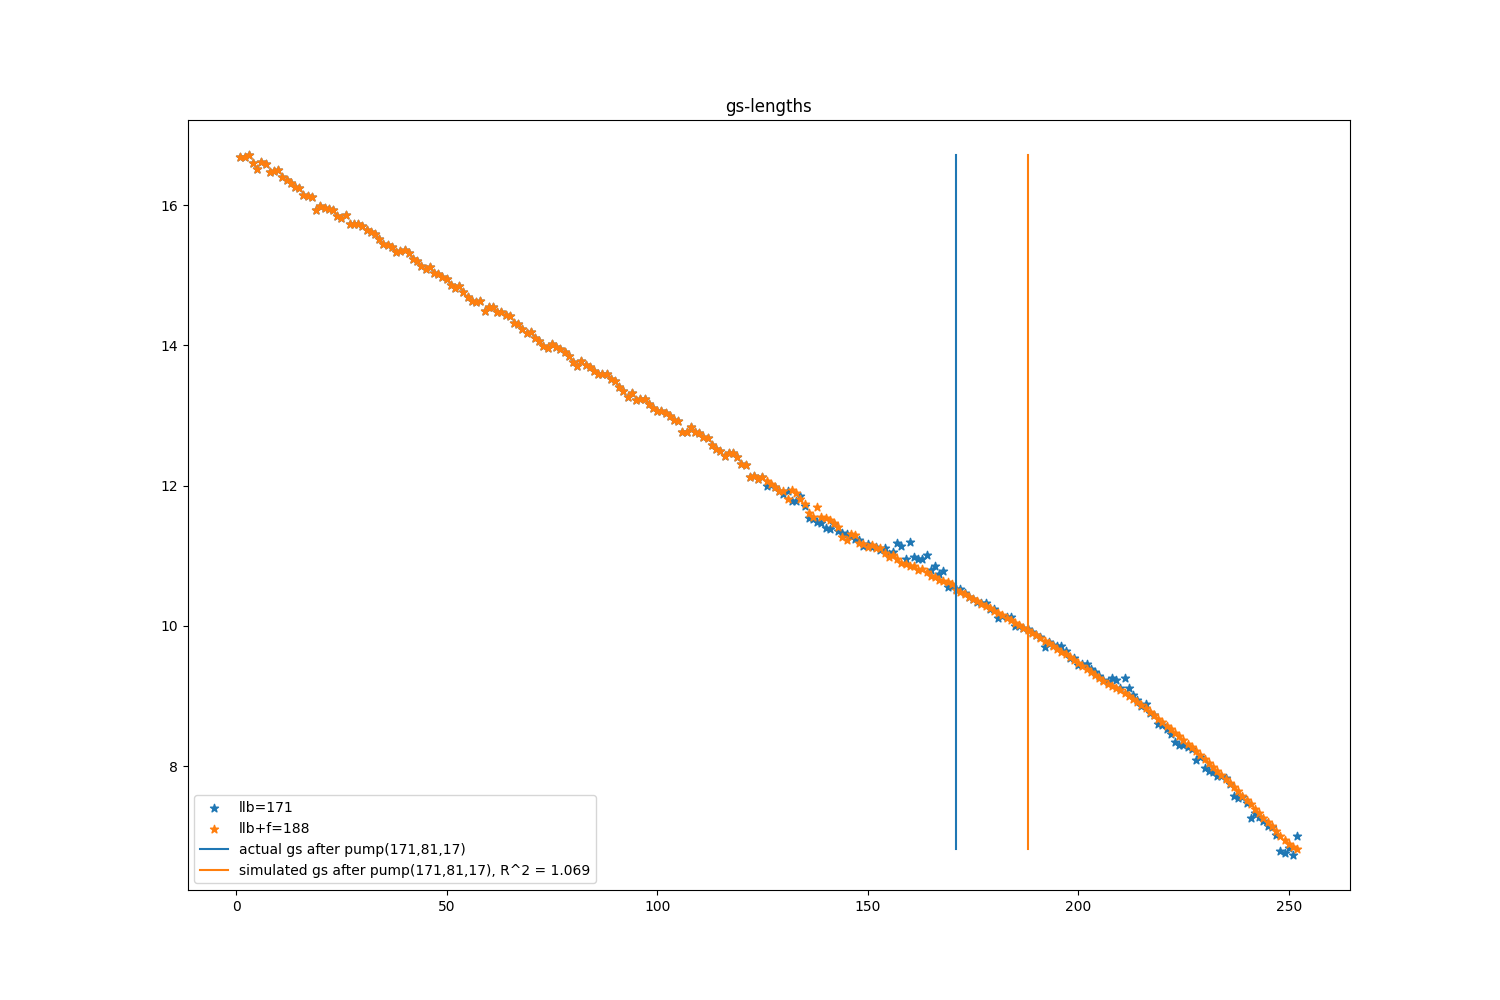 gs-lengths
16
14
12
10
8
llb=171
llb+f=188
actual gs after pump(171,81,17)
simulated gs after pump(171,81,17), R^2 = 1.069
0 50 100 150 200 250